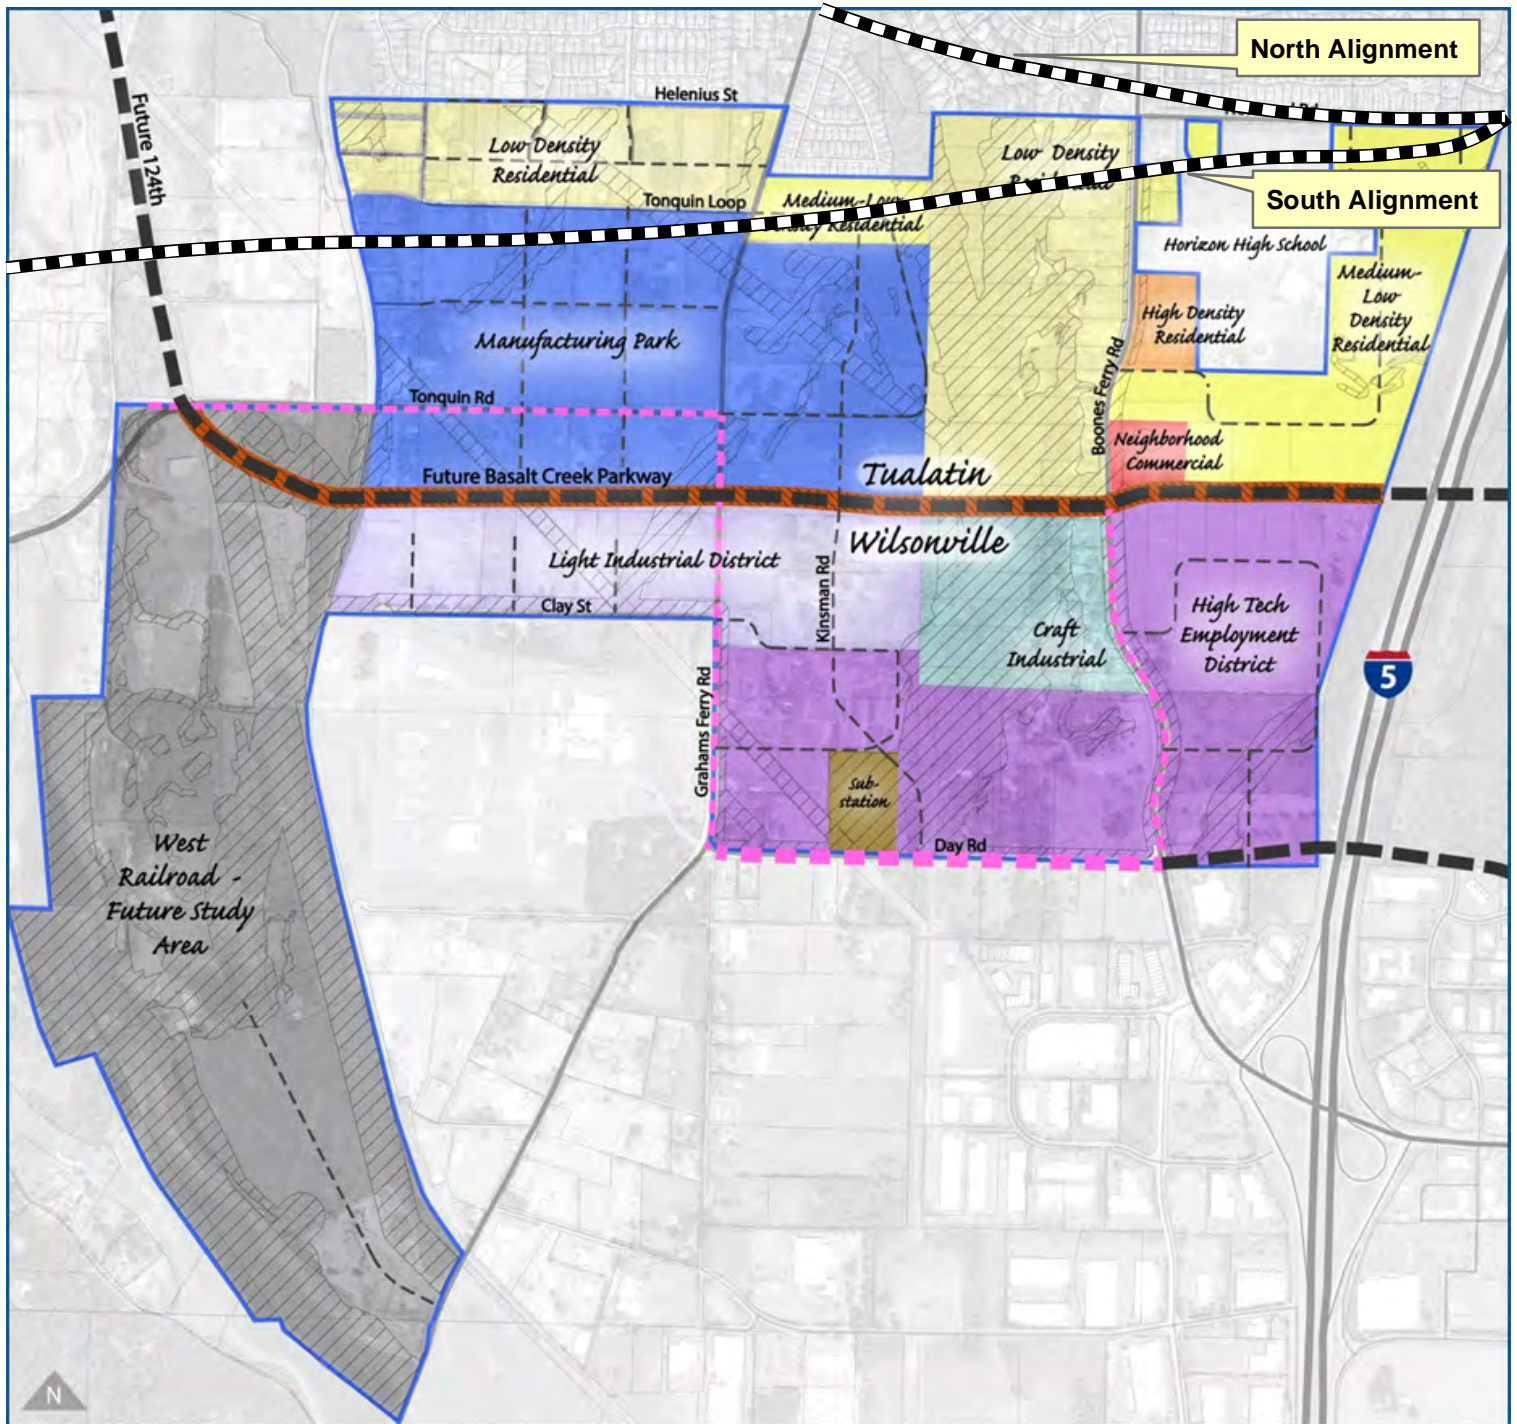 North Alignment
Helenius St
Future 124th
Low Density
Residential
Low Density
Tonquin Loop
Medium-Low
Residential
South Alignment
Horizon High School
Medium-
Low
Density
Residential
High Density
Residential
Manufacturing Park
Boones Ferry Rd
Tonquin Rd
Neighborhood
Commercial
Future Basalt Creek Parkway
Tualatin
Wilsonville
Light Industrial District
Kinsman Rd
Clay St
High Tech
Employment
District
Craft
Industrial
5
Grahams Ferry Rd
Sub-
station
Day Rd
West
Railroad -
Future Study
Area
N